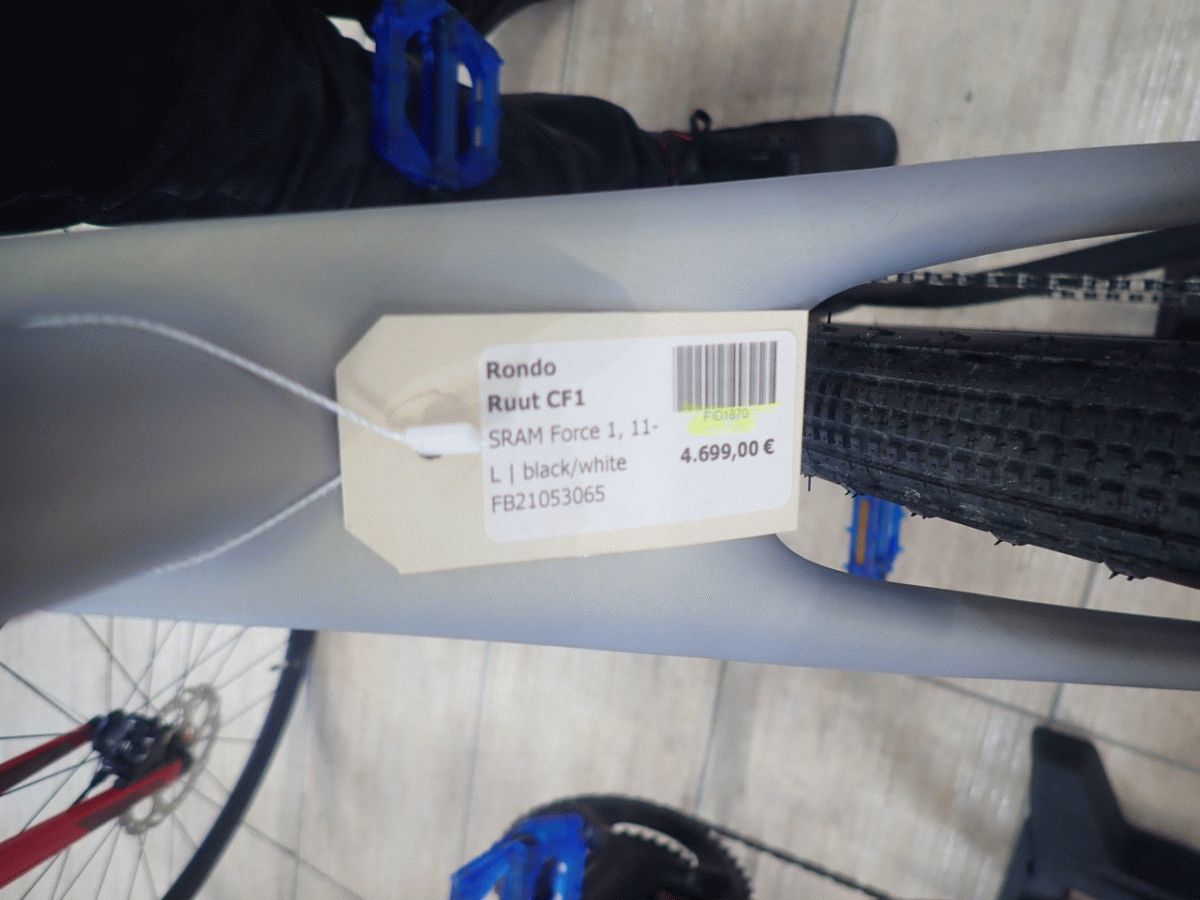 Rondo
Ruut CF1
SRAM Force 1, 11-
L | black/white
FB21053065
FID1870
4.699,00 €